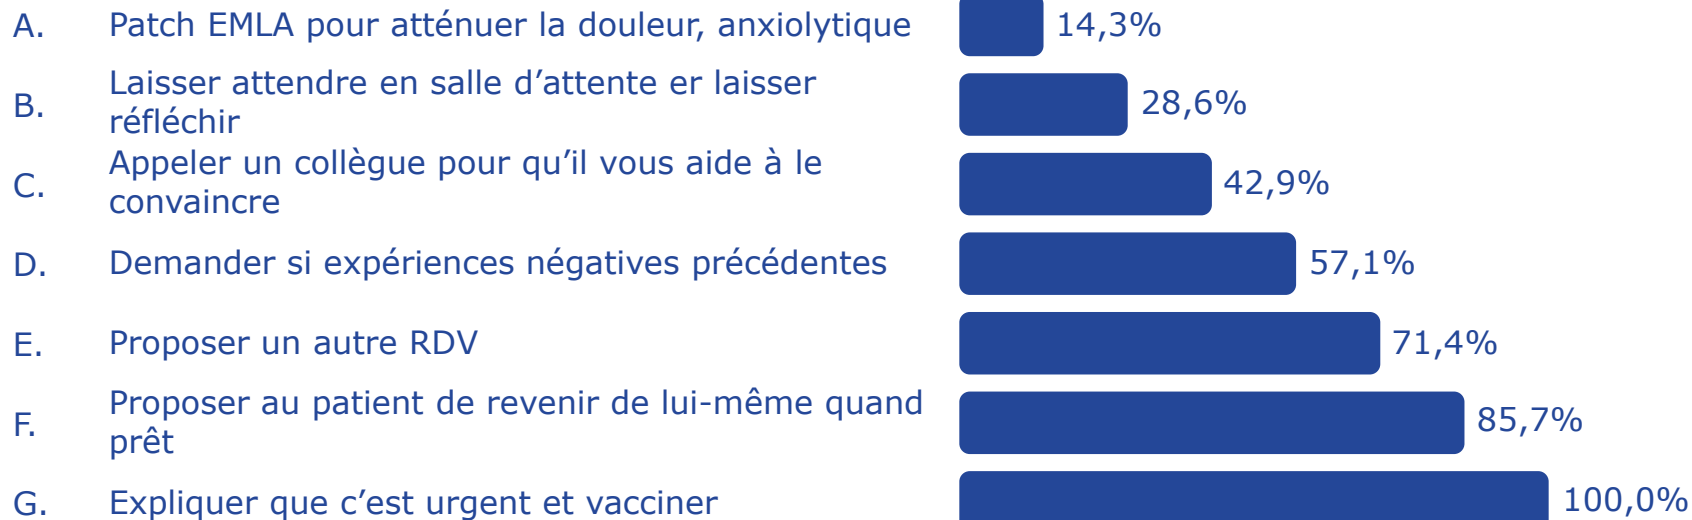 A. Patch EMLA pour atténuer la douleur, anxiolytique 14,3%
B. Laisser attendre en salle d’attente er laisser
réfléchir 28,6%
C. Appeler un collègue pour qu’il vous aide à le
convaincre 42,9%
D. Demander si expériences négatives précédentes 57,1%
E. Proposer un autre RDV 71,4%
F. Proposer au patient de revenir de lui-même quand
prêt 85,7%
G. Expliquer que c’est urgent et vacciner 100,0%